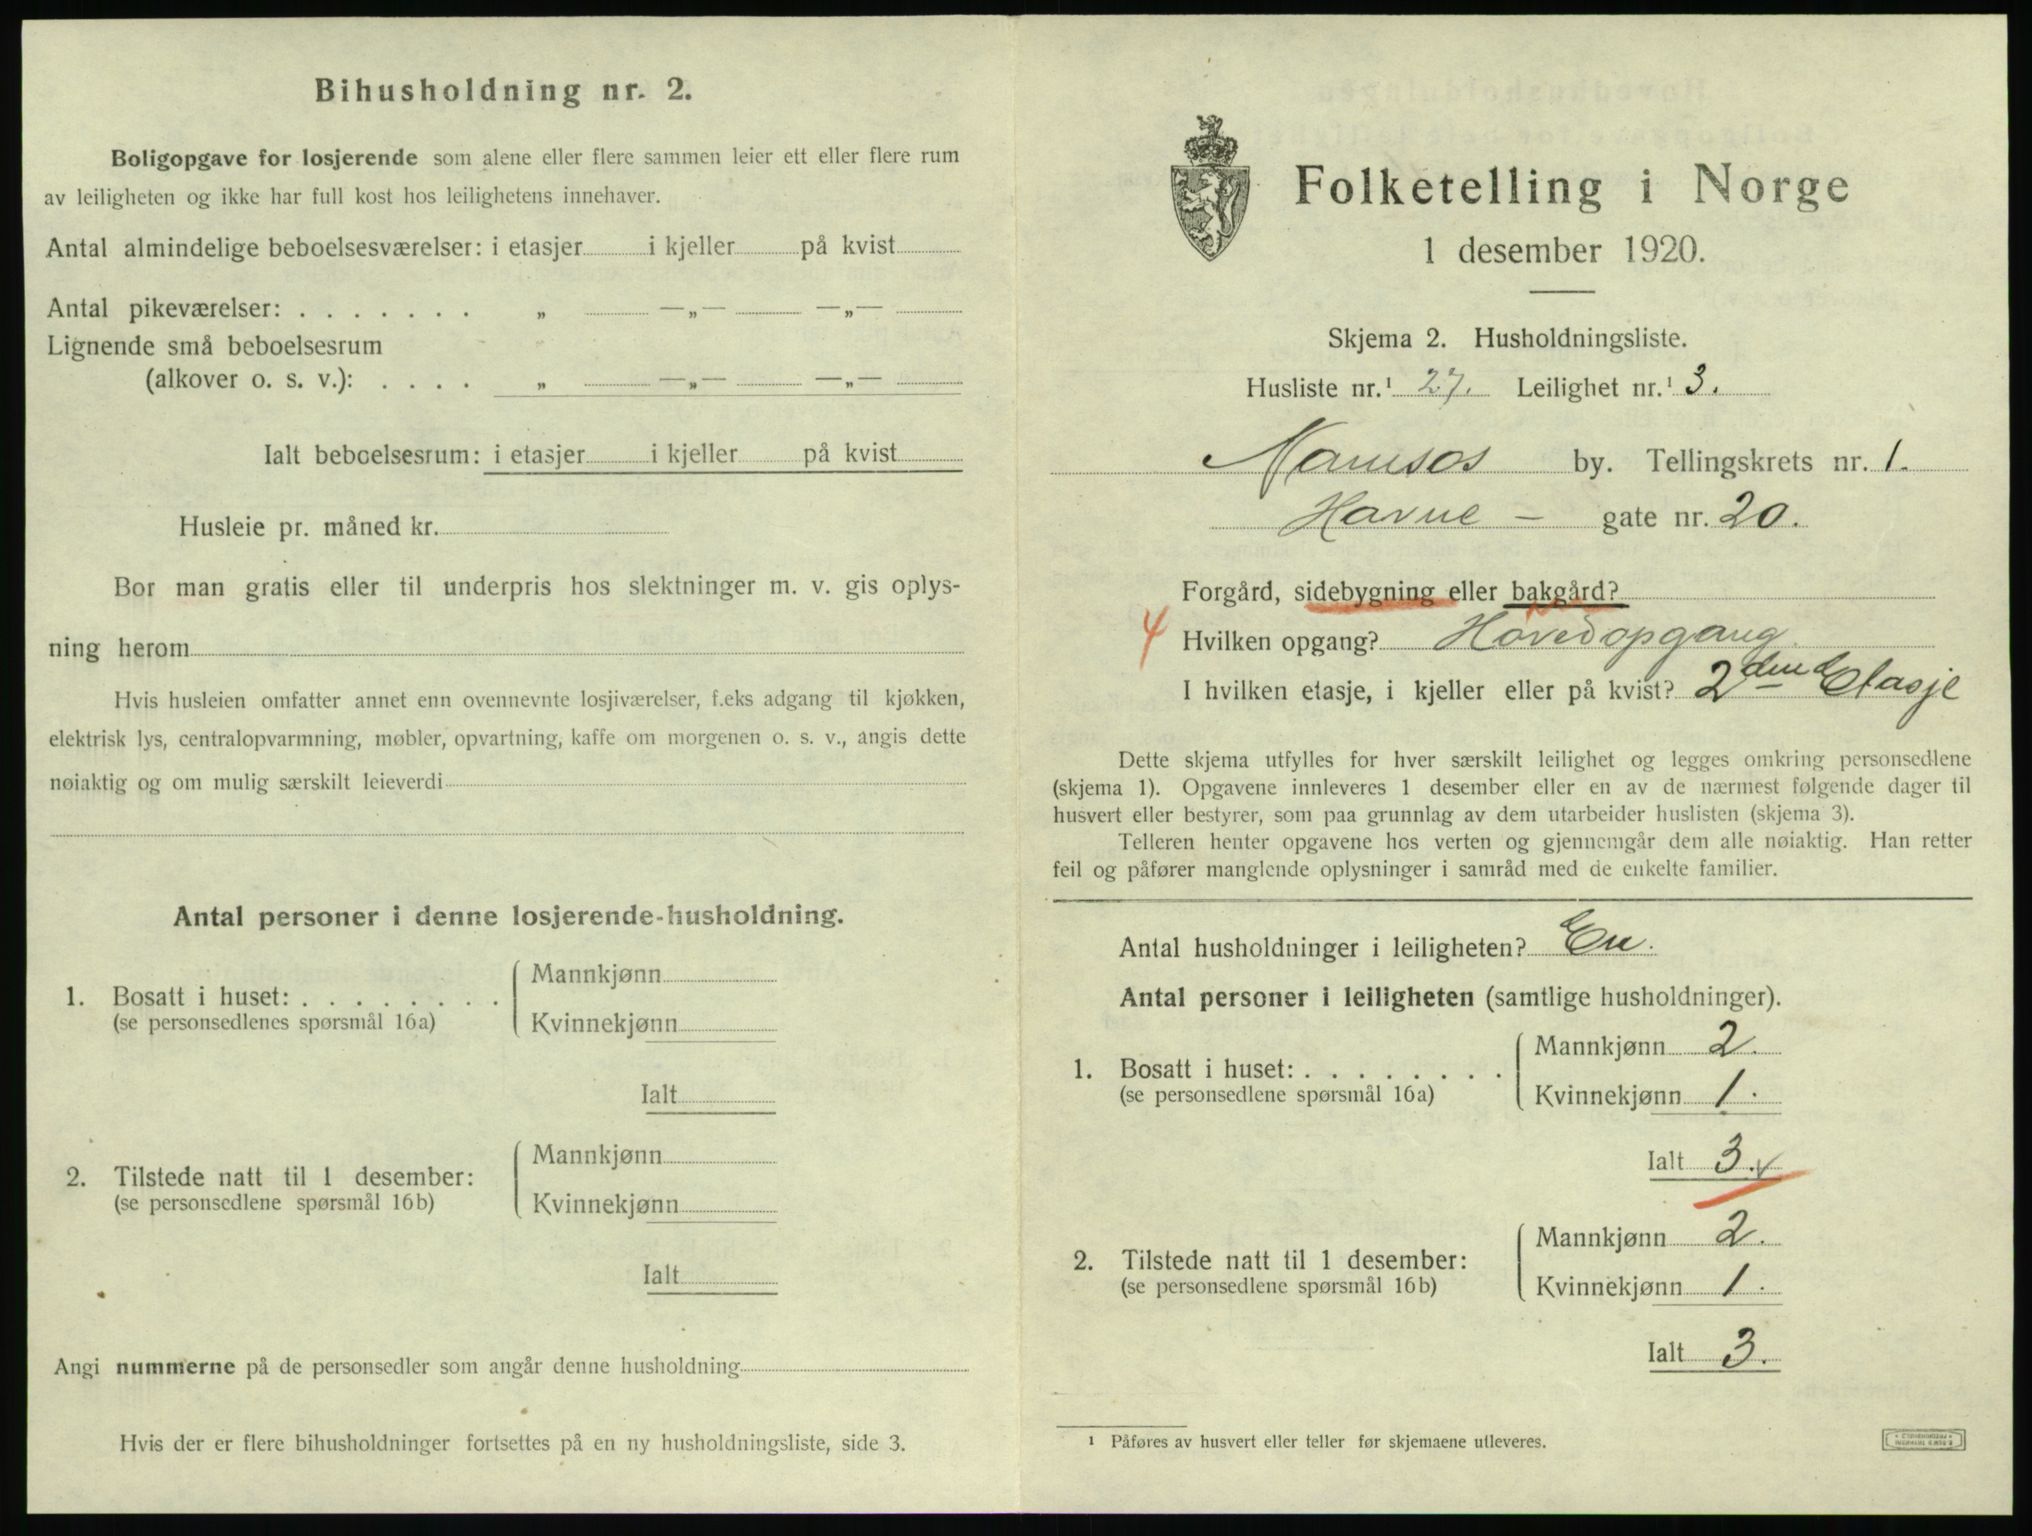 Bihusholdning nr. 2.
Boligopgave for losjerende som alene eller flere sammen leier ett eller flere rum
av leiligheten og ikke har full kost hos leilighetens innehaver.
Antal almindelige beboelsesværelser: i etasjer i kjeller på kvist
Antal pikeværelser: . . . . . . . „ —„— —„—
Lignende små beboelsesrum
(alkover o. s. v.): . . . . „ —„— —„—
Ialt beboelsesrum: i etasjer i kjeller på kvist
Husleie pr. måned kr.
Bor man gratis eller til underpris hos slektninger m. v. gis oplys-
ning herom
Hvis husleien omfatter annet enn ovennevnte losjiværelser, f.eks adgang til kjøkken,
elektrisk lys, centralopvarmning, møbler, opvartning, kaffe om morgenen o. s. v., angis dette
nøiaktig og om mulig særskilt leieverdi
Antal personer i denne losjerende-husholdning.
1. Bosatt i huset: . . . . . . . . Mannkjønn
(se personsedlenes spørsmål 16a) Kvinnekjønn
Ialt
2. Tilstede natt til 1 desember: Mannkjønn
(se personsedlene spørsmål 16b) Kvinnekjønn
Ialt
Angi nummerne på de personsedler som angår denne husholdning
Hvis der er flere bihusholdninger fortsettes på en ny husholdningsliste, side 3.
Folketelling i Norge
1 desember 1920.
Skjema 2. Husholdningsliste.
Husliste nr.¹ 27. Leilighet nr.¹ 3.
Namsos by. Tellingskrets nr. 1.
Havne – gate nr. 20.
Forgård, sidebygning eller bakgård?
4 Hvilken opgang? Hovedopgang
I hvilken etasje, i kjeller eller på kvist? 2den Etasje
Dette skjema utfylles for hver særskilt leilighet og legges omkring personsedlene
(skjema 1). Opgavene innleveres 1 desember eller en av de nærmest følgende dager til
husvert eller bestyrer, som paa grunnlag av dem utarbeider huslisten (skjema 3).
Telleren henter opgavene hos verten og gjennemgår dem alle nøiaktig. Han retter
feil og påfører manglende oplysninger i samråd med de enkelte familier.
Antal husholdninger i leiligheten? En.
Antal personer i leiligheten (samtlige husholdninger).
1. Bosatt i huset: . . . . . . . . Mannkjønn 2.
(se personsedlene spørsmål 16a) Kvinnekjønn 1.
Ialt 3.
2. Tilstede natt til 1 desember: Mannkjønn 2.
(se personsedlene spørsmål 16b) Kvinnekjønn 1.
Ialt 3.
¹ Påføres av husvert eller teller før skjemaene utleveres.